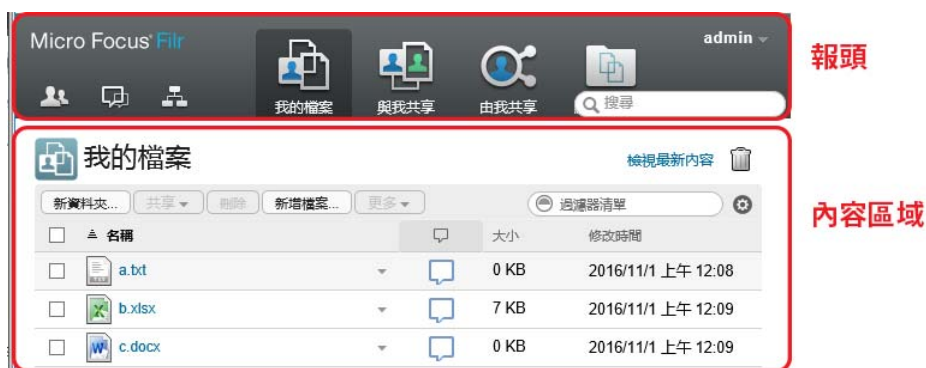 Micro Focus Filr
admin
報頭
我的檔案 與我共享 由我共享 搜尋
我的檔案
檢視最新內容
新資料夾... 共享 刪除 新增檔案... 更多 過濾器清單
內容區域
名稱 大小 修改時間
a.txt 0 KB 2016/11/1 上午 12:08
b.xlsx 7 KB 2016/11/1 上午 12:09
c.docx 0 KB 2016/11/1 上午 12:09